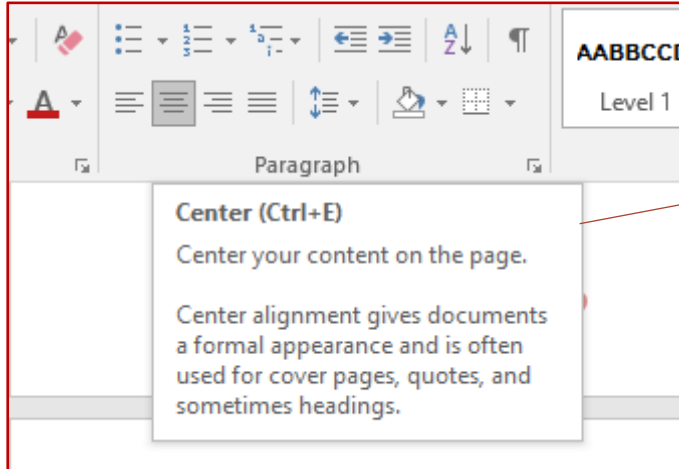 A
Z
¶
AABBCCD
A
Level 1
Paragraph
Center (Ctrl+E)
Center your content on the page.
Center alignment gives documents
a formal appearance and is often
used for cover pages, quotes, and
sometimes headings.